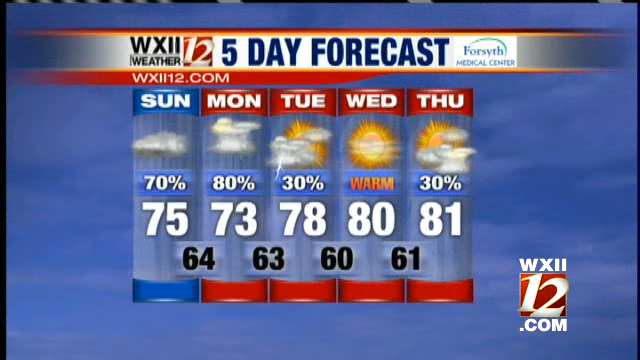 WXII 12 WEATHER 5 DAY FORECAST Forsyth MEDICAL CENTER
WXII12.COM
SUN MON TUE WED THU
70% 80% 30% WARM 30%
75 73 78 80 81
64 63 60 61
WXII
12
.COM